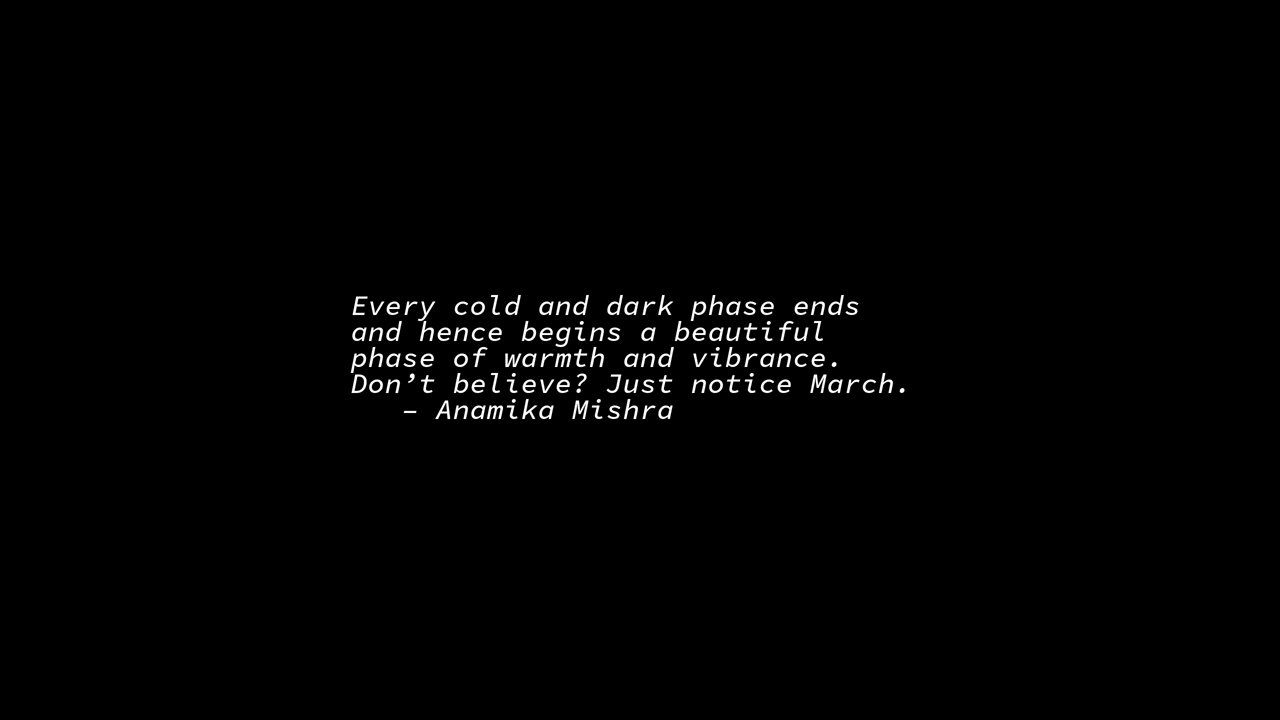 Every cold and dark phase ends
and hence begins a beautiful
phase of warmth and vibrance.
Don’t believe? Just notice March.
– Anamika Mishra